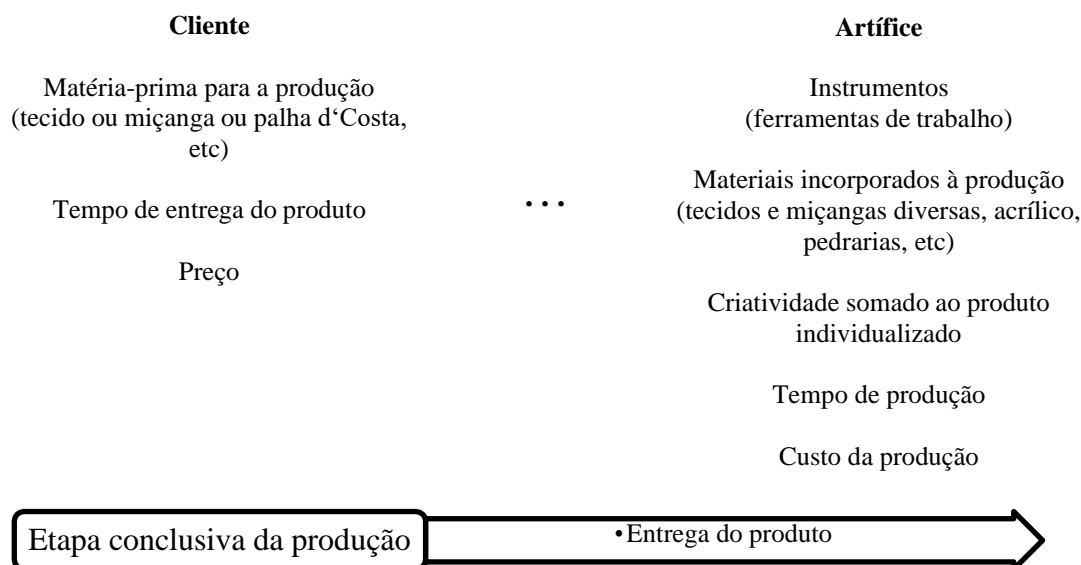 Cliente
Matéria-prima para a produção
(tecido ou miçanga ou palha d‘Costa,
etc)
Tempo de entrega do produto
Preço
...
Artífice
Instrumentos
(ferramentas de trabalho)
Materiais incorporados à produção
(tecidos e miçangas diversas, acrílico,
pedrarias, etc)
Criatividade somado ao produto
individualizado
Tempo de produção
Custo da produção
Etapa conclusiva da produção
•Entrega do produto